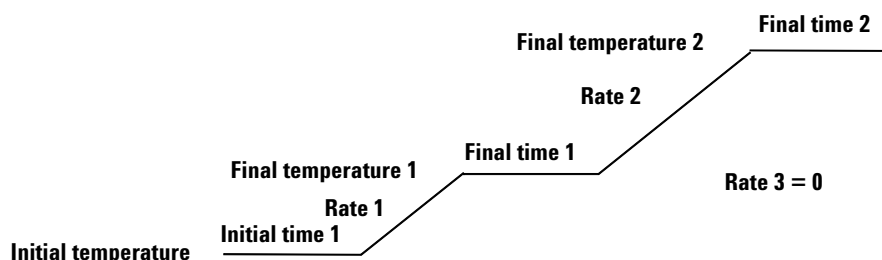 Final time 2
Final temperature 2
Rate 2
Final time 1
Final temperature 1
Rate 3 = 0
Rate 1
Initial time 1
Initial temperature